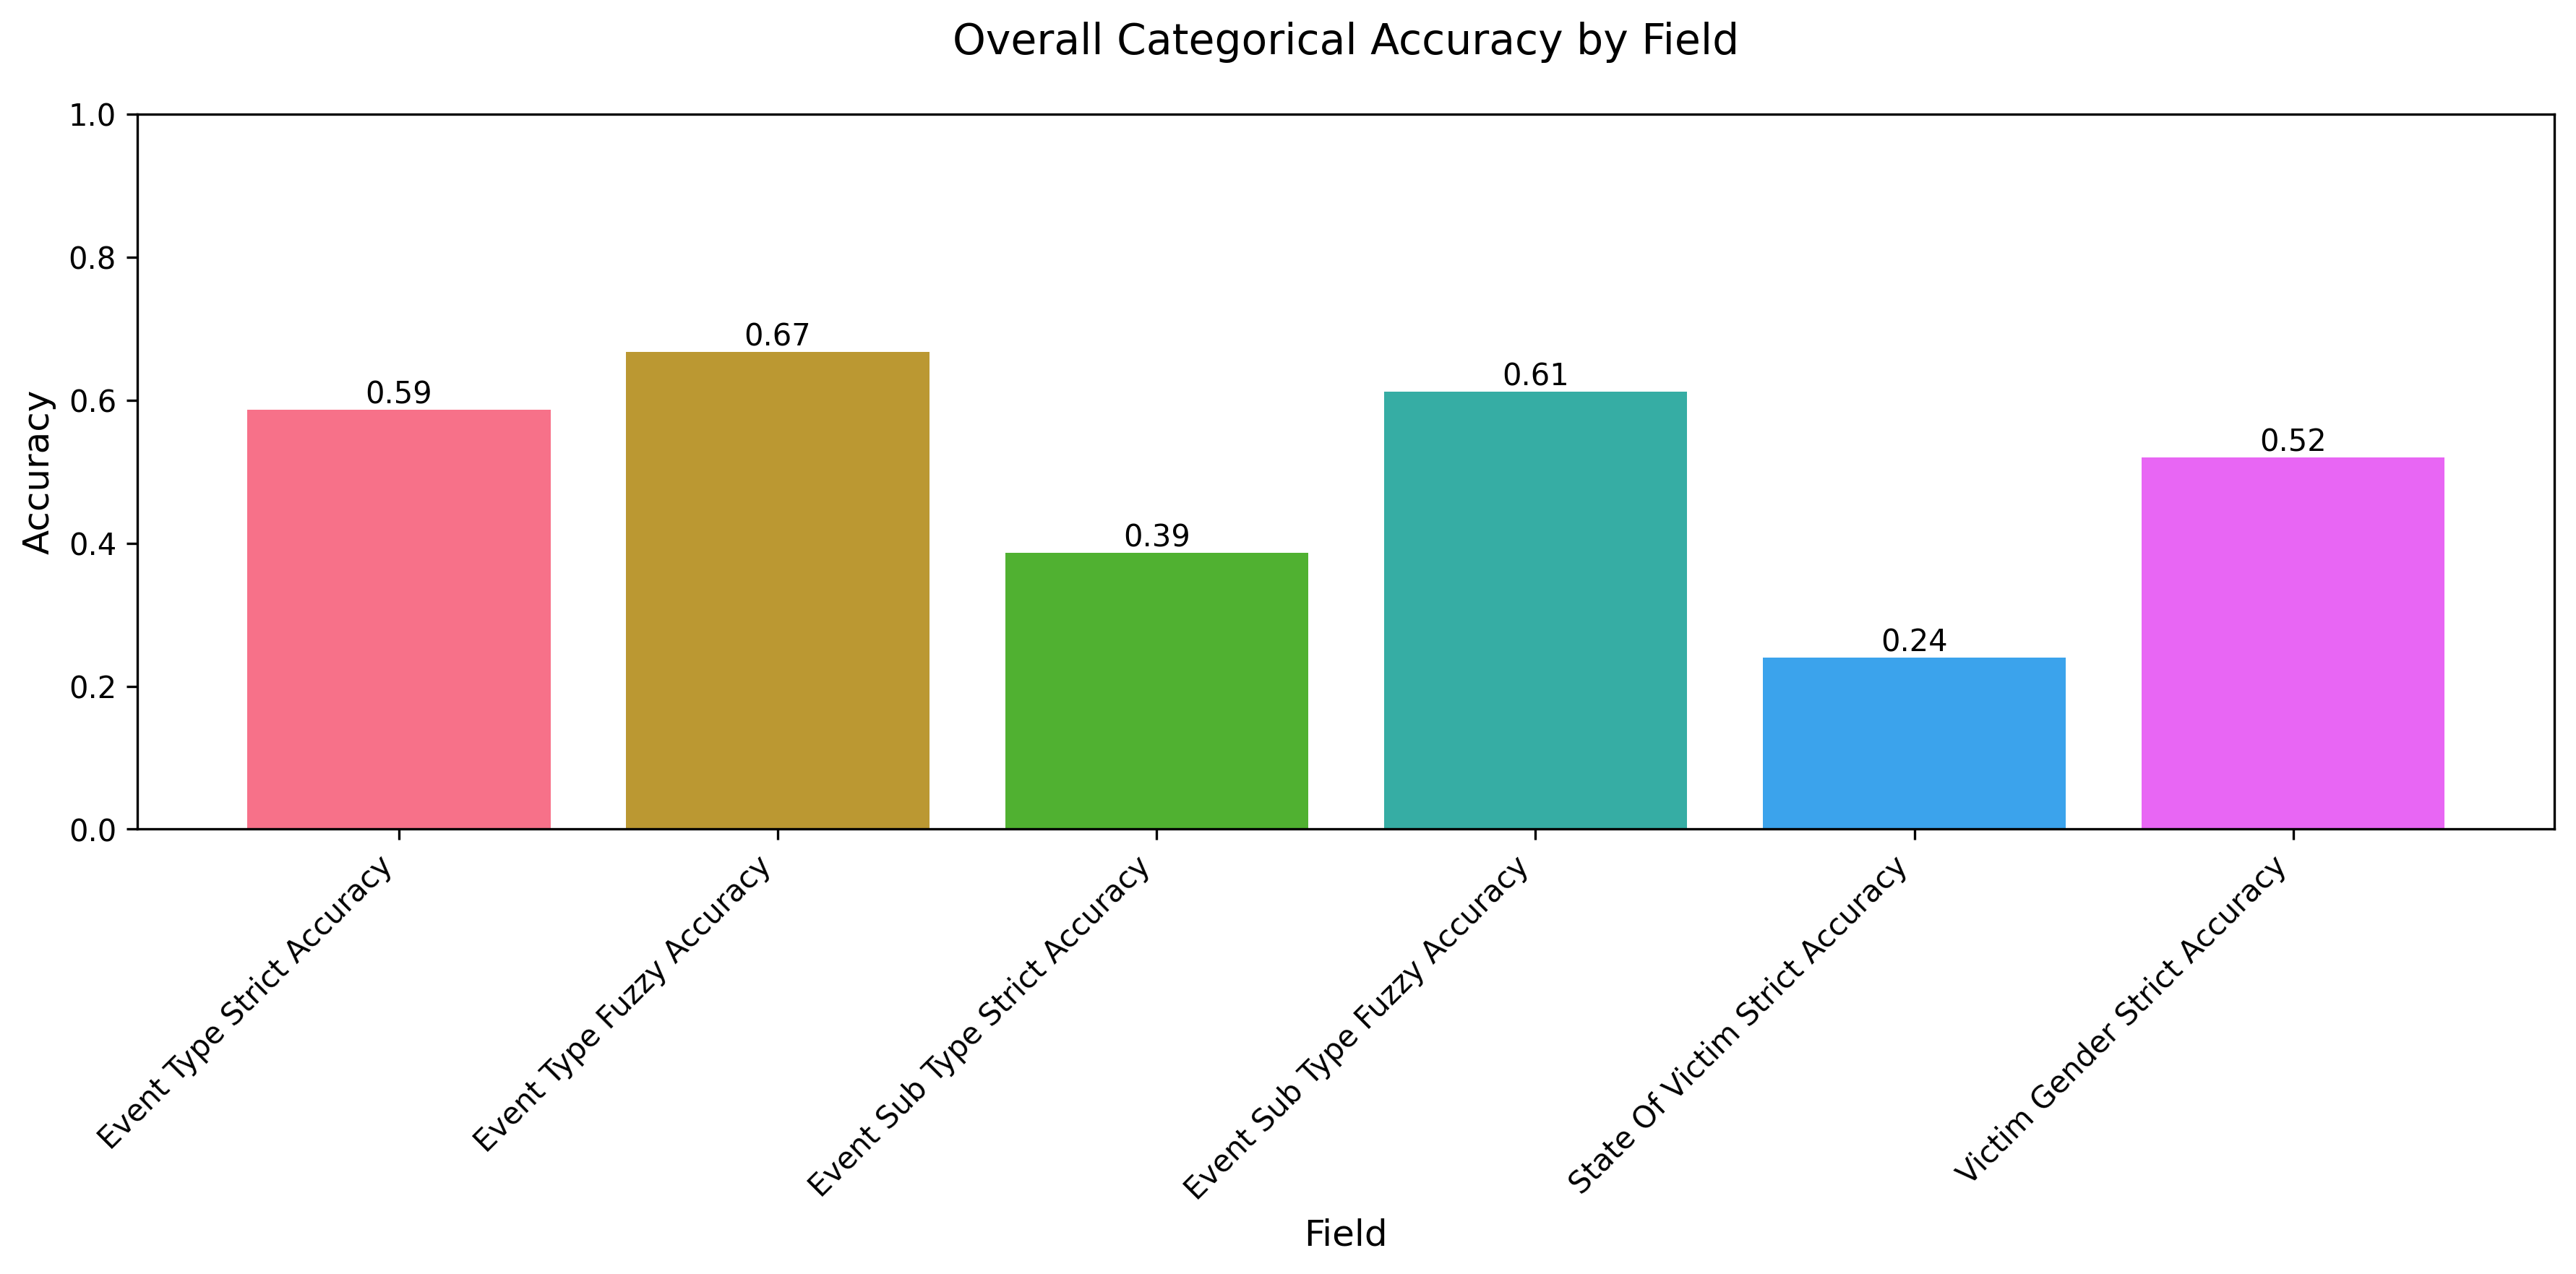 Overall Categorical Accuracy by Field
Accuracy
1.0
0.8
0.6
0.4
0.2
0.0
0.59
0.67
0.39
0.61
0.24
0.52
Event Type Strict Accuracy
Event Type Fuzzy Accuracy
Event Sub Type Strict Accuracy
Event Sub Type Fuzzy Accuracy
State Of Victim Strict Accuracy
Victim Gender Strict Accuracy
Field